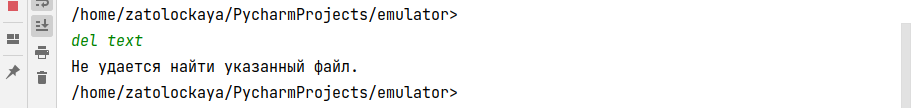 /home/zatolockaya/PycharmProjects/emulator>
del text
Не удается найти указанный файл.
/home/zatolockaya/PycharmProjects/emulator>